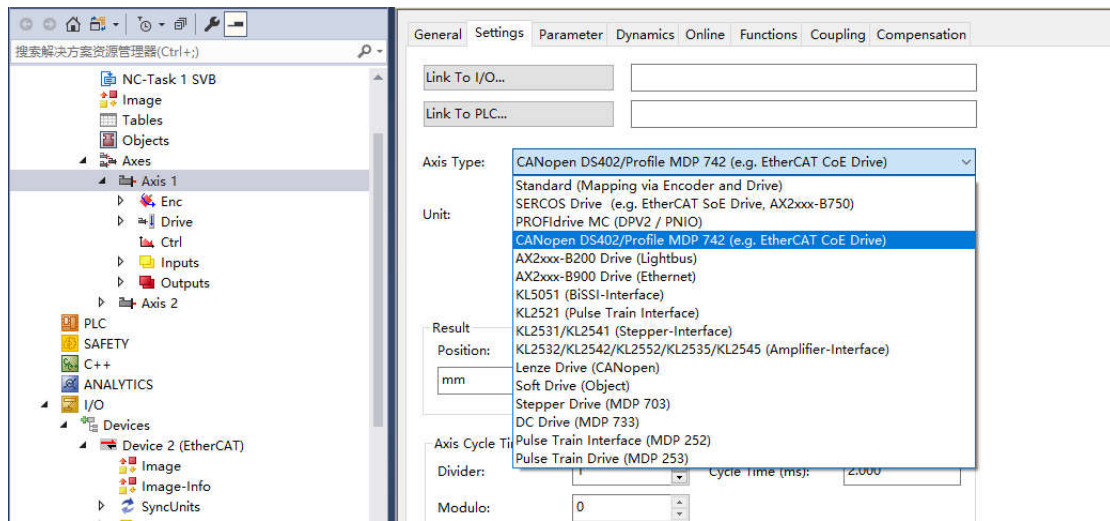 搜索解决方案资源管理器(Ctrl+;)
NC-Task 1 SVB
Image
Tables
Objects
Axes
Axis 1
Enc
Drive
Ctrl
Inputs
Outputs
Axis 2
PLC
SAFETY
C++
ANALYTICS
I/O
Devices
Device 2 (EtherCAT)
Image
Image-Info
SyncUnits
General Settings Parameter Dynamics Online Functions Coupling Compensation
Link To I/O...
Link To PLC...
Axis Type: CANopen DS402/Profile MDP 742 (e.g. EtherCAT CoE Drive)
Standard (Mapping via Encoder and Drive)
SERCOS Drive (e.g. EtherCAT SoE Drive, AX2xxx-B750)
Unit:
PROFIdrive MC (DPV2 / PNIO)
CANopen DS402/Profile MDP 742 (e.g. EtherCAT CoE Drive)
AX2xxx-B200 Drive (Lightbus)
AX2xxx-B900 Drive (Ethernet)
KL5051 (BiSSI-Interface)
KL2521 (Pulse Train Interface)
Result
KL2531/KL2541 (Stepper-Interface)
Position:
KL2532/KL2542/KL2552/KL2535/KL2545 (Amplifier-Interface)
Lenze Drive (CANopen)
mm
Soft Drive (Object)
Stepper Drive (MDP 703)
DC Drive (MDP 733)
Axis Cycle Ti
Pulse Train Interface (MDP 252)
Pulse Train Drive (MDP 253)
Divider: 1 Cycle Time (ms): 2.000
Modulo: 0